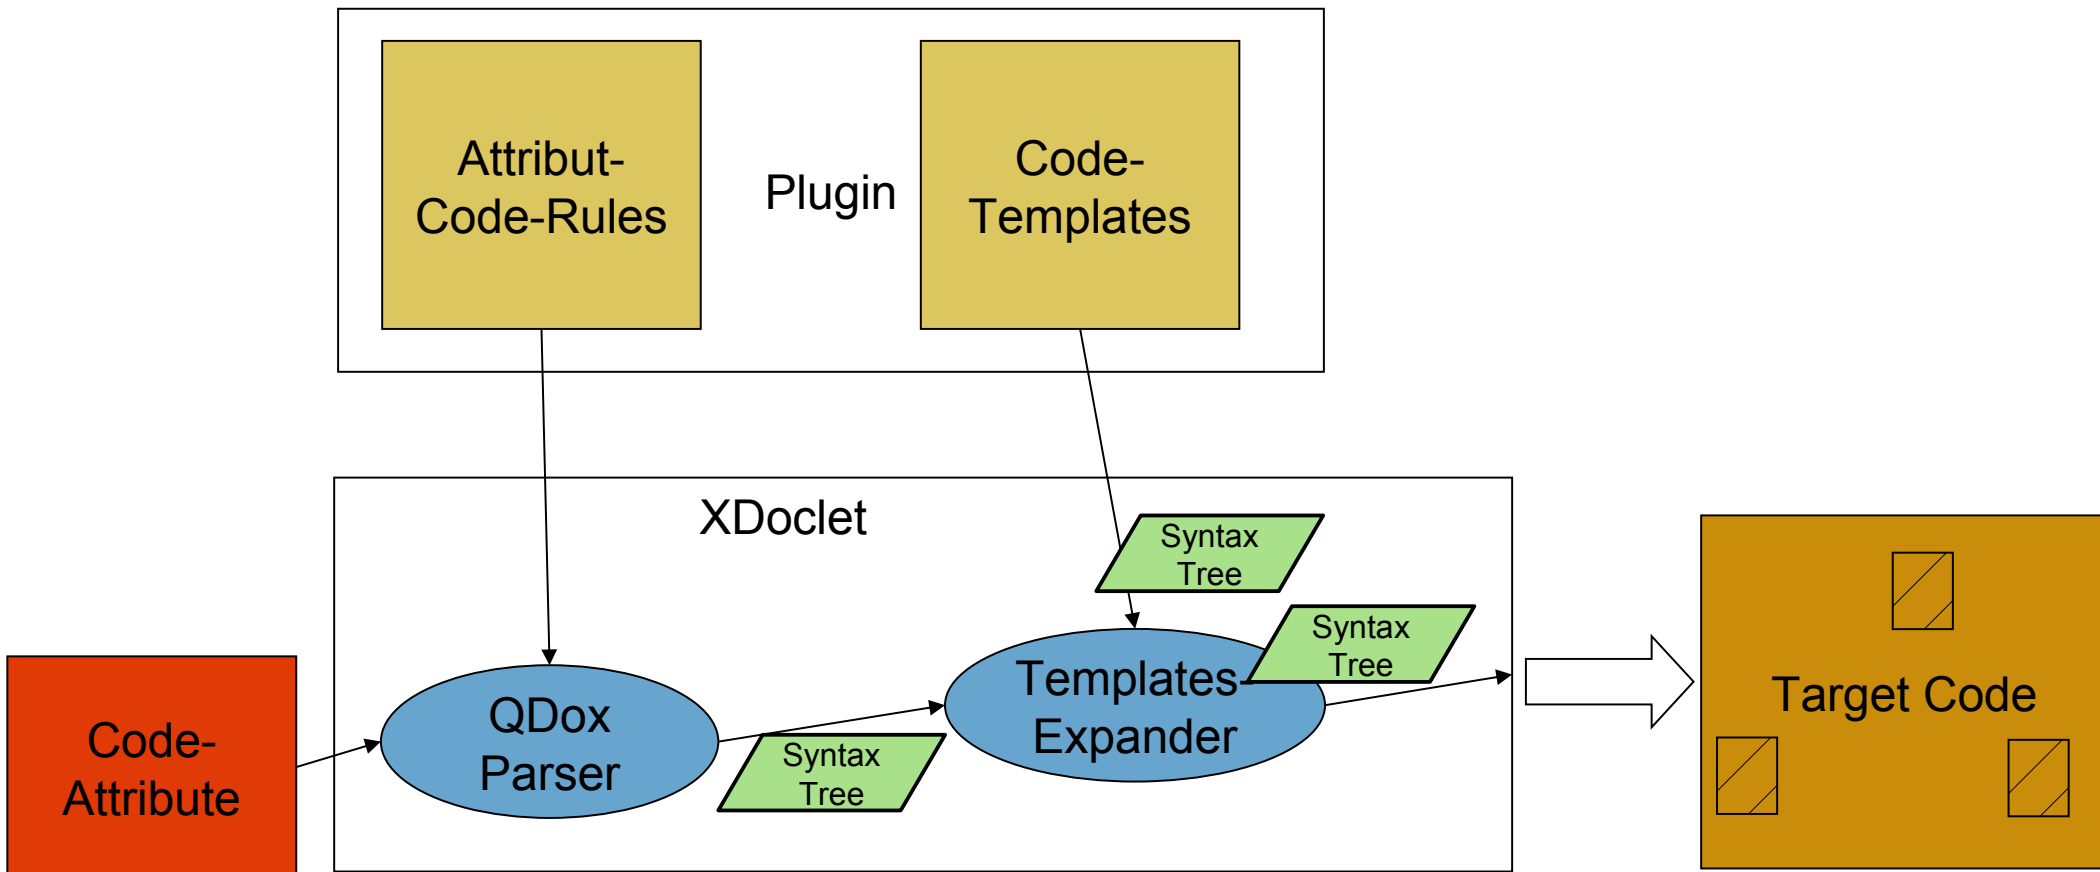 Attribut-
Code-Rules
Plugin
Code-
Templates
XDoclet
Syntax
Tree
Syntax
Tree
Templates-
Expander
QDox
Parser
Syntax
Tree
Code-
Attribute
Target Code